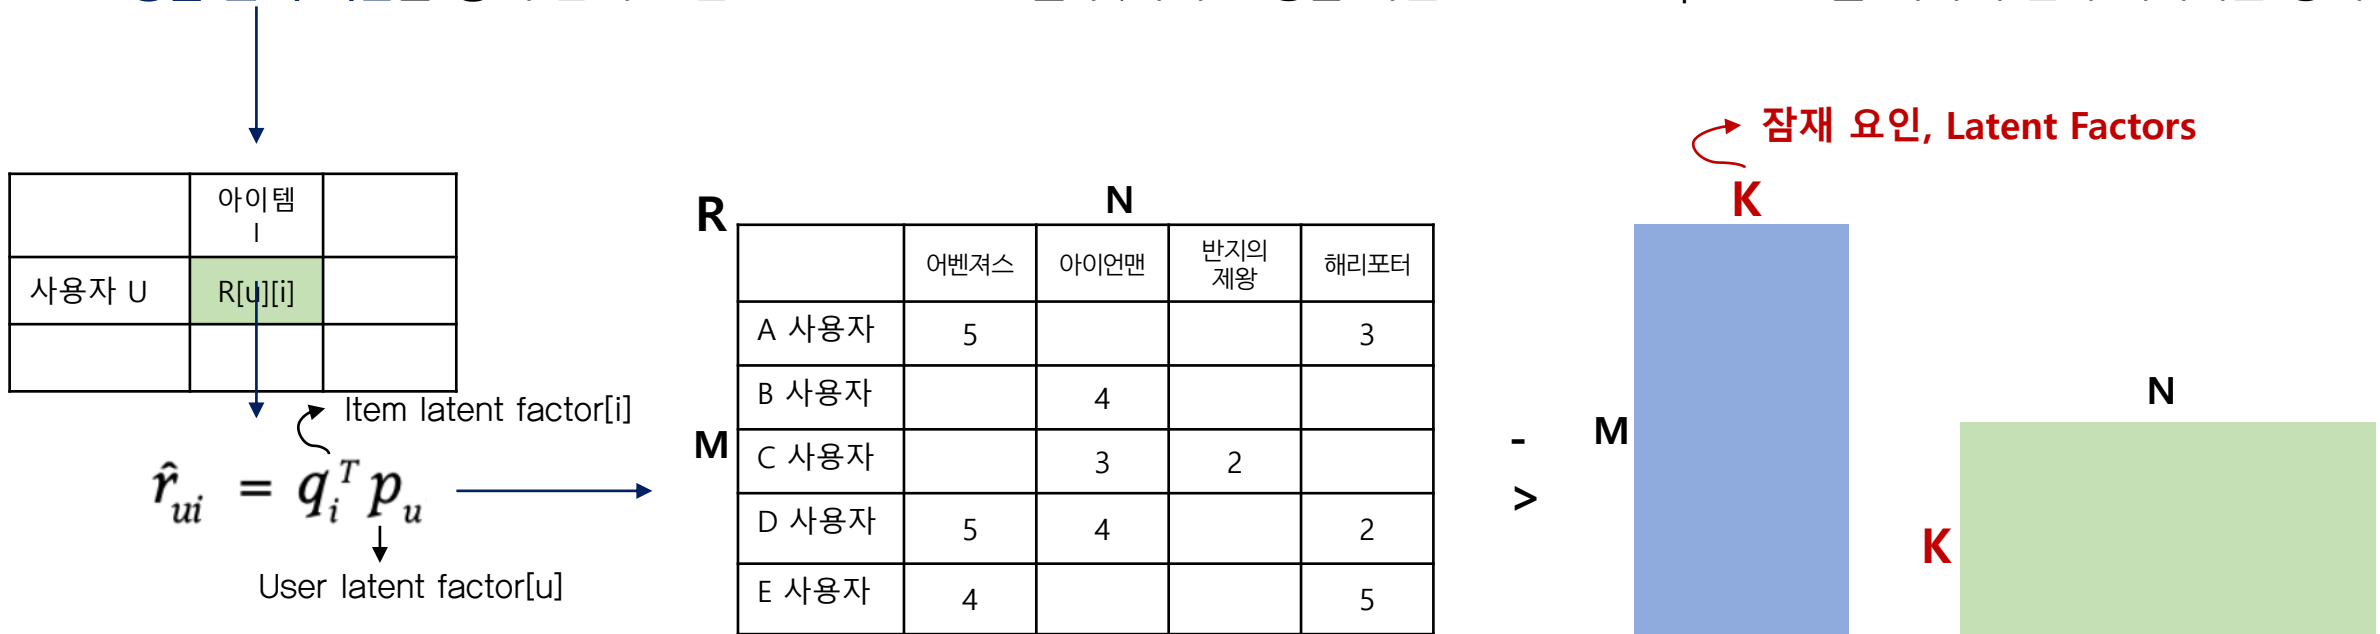 잠재 요인, Latent Factors
K
아이템
I
사용자 U
R[u][i]
Item latent factor[i]
r̂ui = qiᵀ pu
User latent factor[u]
R
N
M
어벤져스 아이언맨 반지의 제왕 해리포터
A 사용자 5 3
B 사용자 4
C 사용자 3 2
D 사용자 5 4 2
E 사용자 4 5
-
>
M
N
K